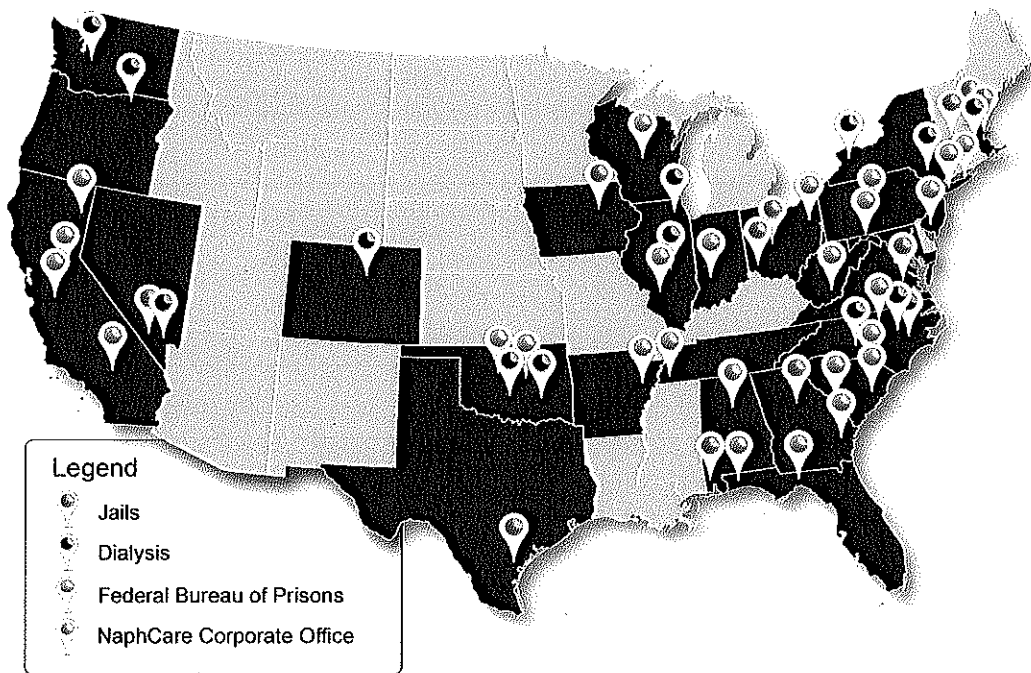 Legend
Jails
Dialysis
Federal Bureau of Prisons
NaphCare Corporate Office